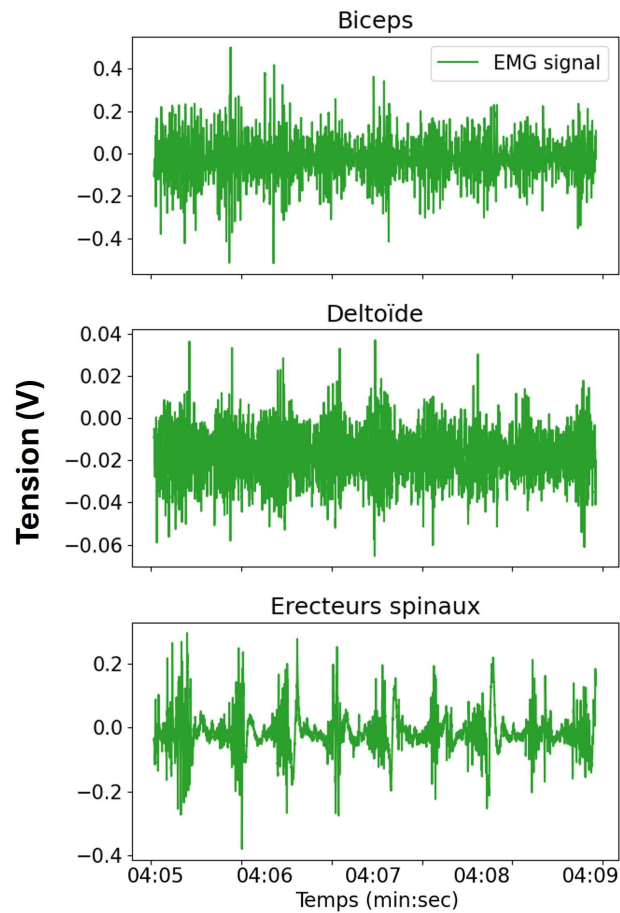 Biceps
EMG signal
0.4
0.2
0.0
−0.2
−0.4
Deltoïde
0.04
0.02
0.00
−0.02
−0.04
−0.06
Tension (V)
Erecteurs spinaux
0.2
0.0
−0.2
−0.4
04:05 04:06 04:07 04:08 04:09
Temps (min:sec)